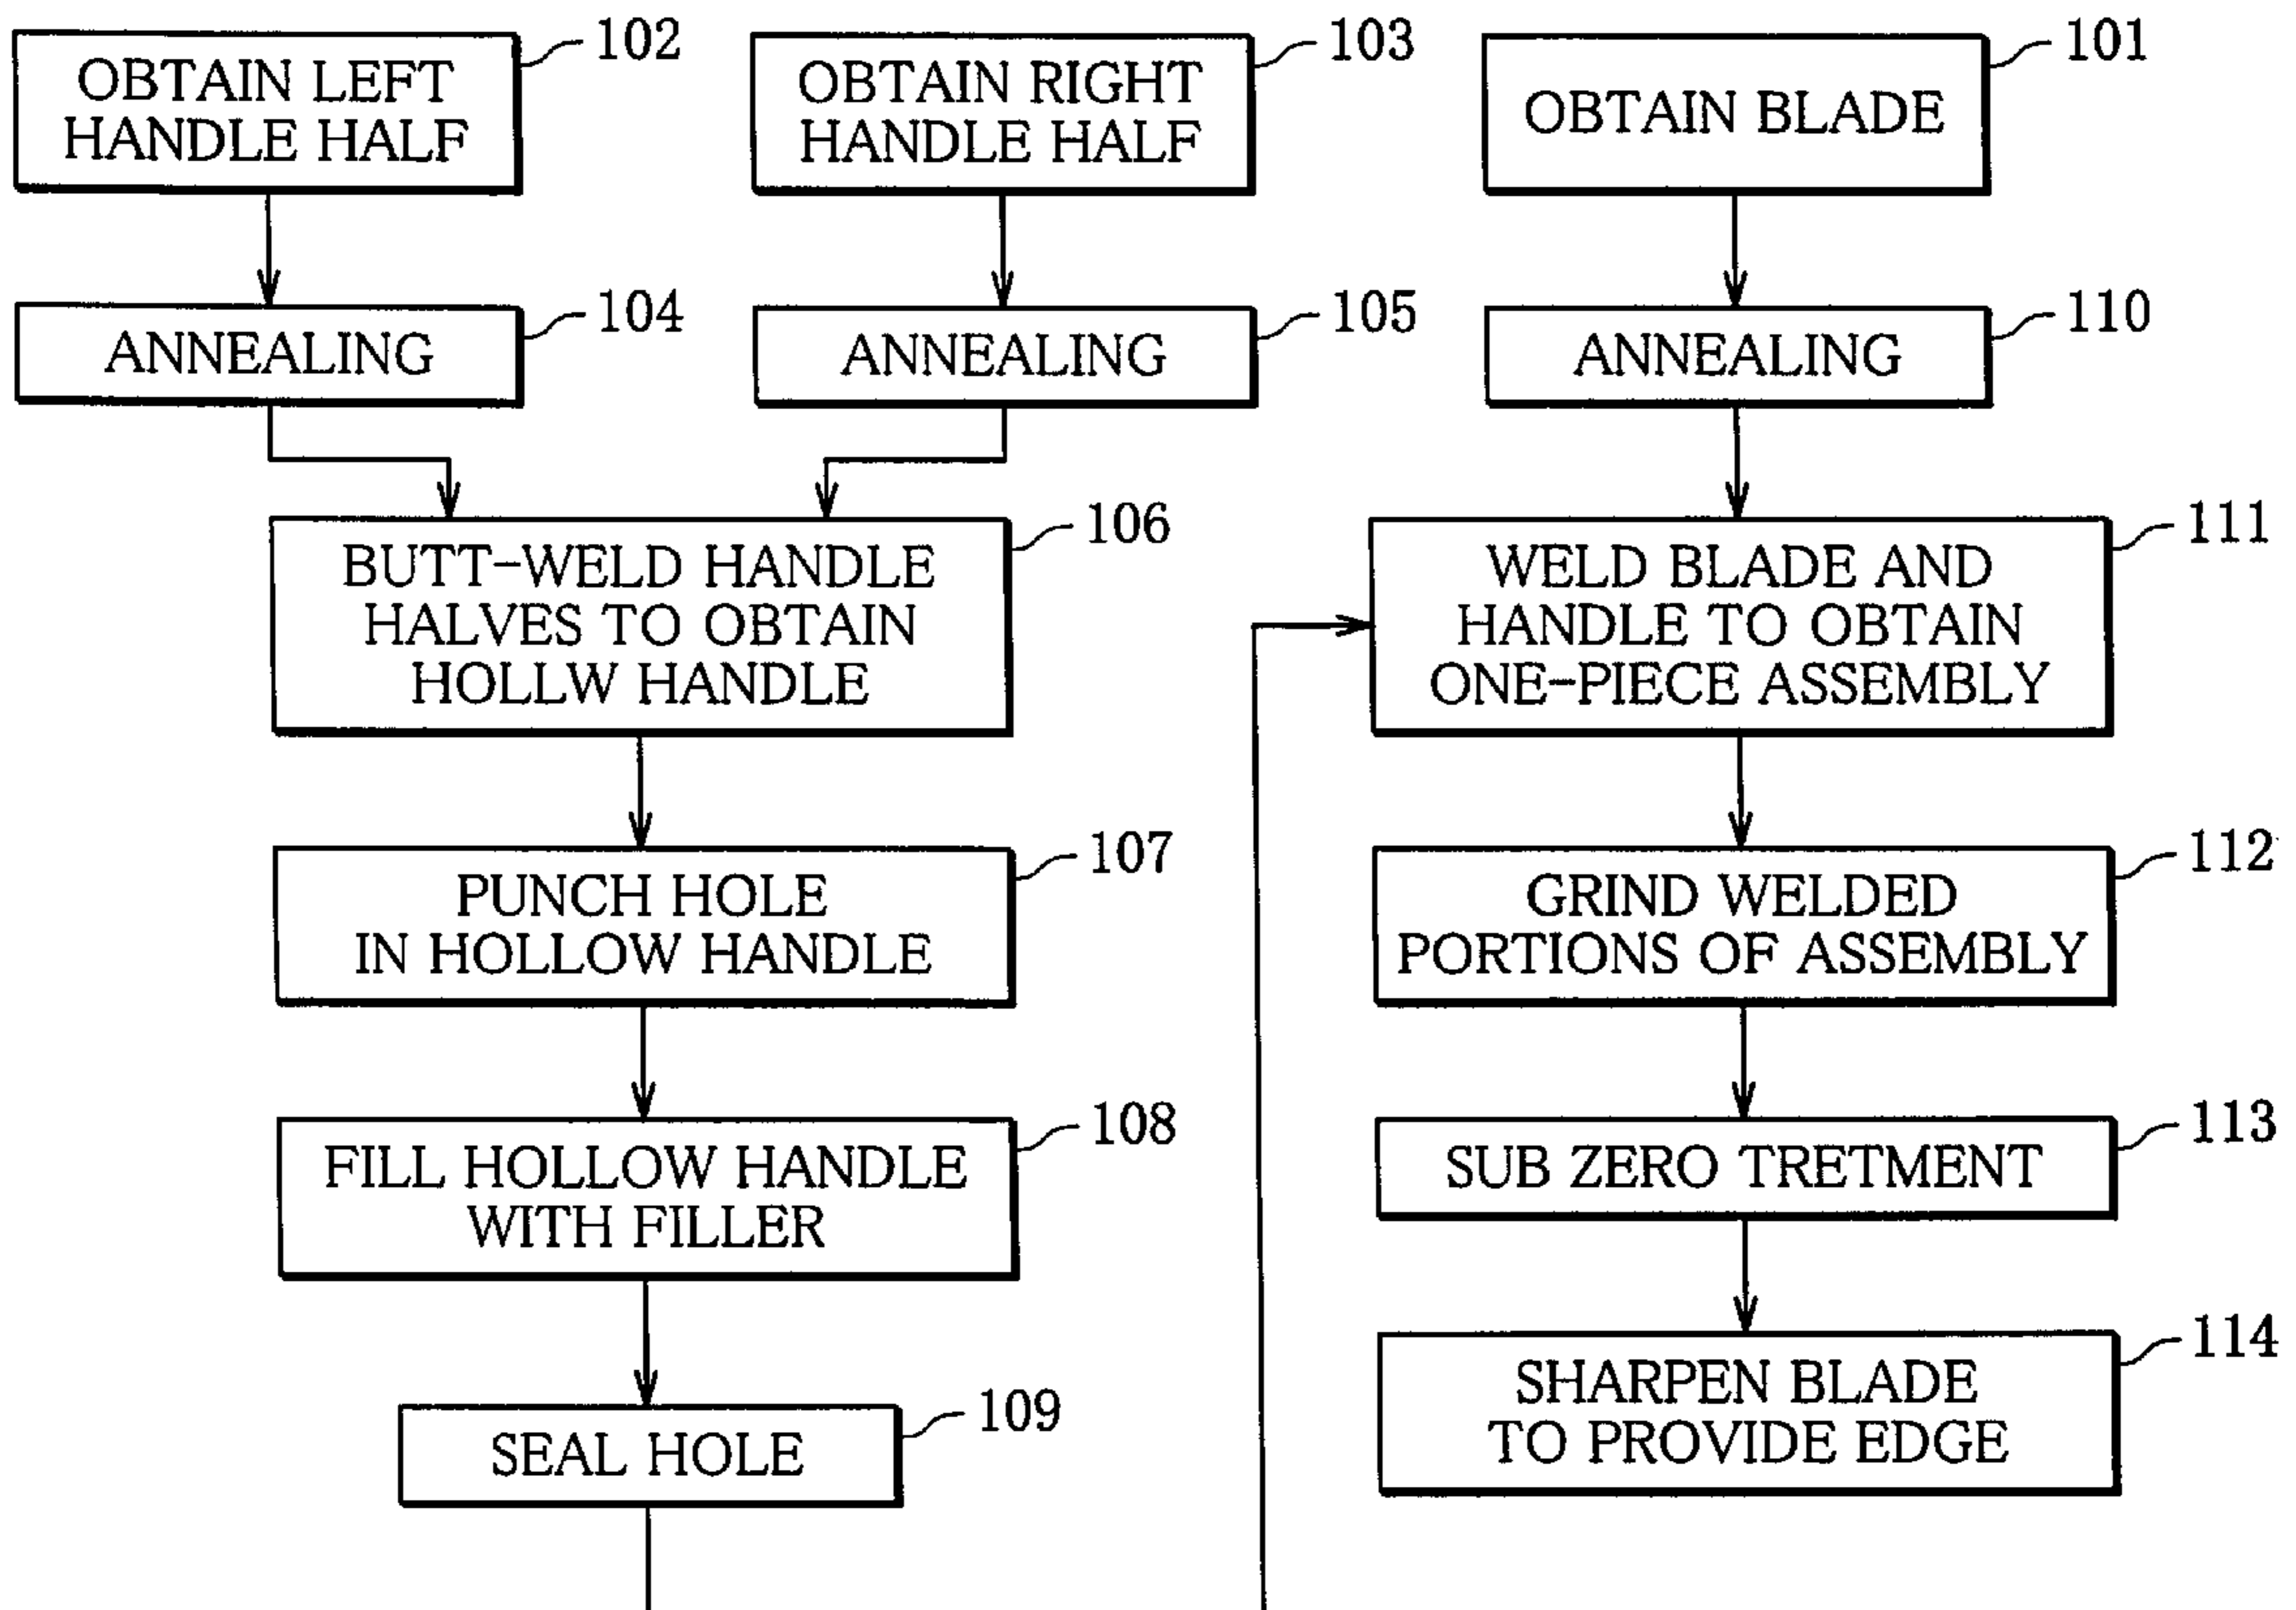 102
OBTAIN LEFT
HANDLE HALF
103
OBTAIN RIGHT
HANDLE HALF
101
OBTAIN BLADE
104
ANNEALING
105
ANNEALING
110
ANNEALING
106
BUTT-WELD HANDLE
HALVES TO OBTAIN
HOLLW HANDLE
107
PUNCH HOLE
IN HOLLOW HANDLE
108
FILL HOLLOW HANDLE
WITH FILLER
109
SEAL HOLE
111
WELD BLADE AND
HANDLE TO OBTAIN
ONE-PIECE ASSEMBLY
112
GRIND WELDED
PORTIONS OF ASSEMBLY
113
SUB ZERO TRETMENT
114
SHARPEN BLADE
TO PROVIDE EDGE